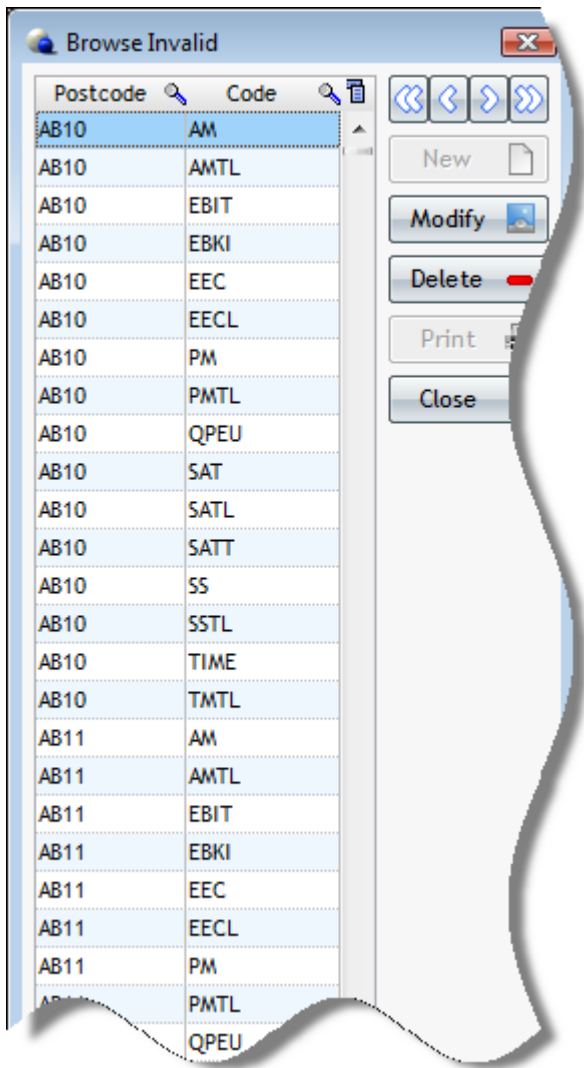 Browse Invalid
Postcode Code
AB10 AM
AB10 AMTL
AB10 EBIT
AB10 EBKI
AB10 EEC
AB10 EECL
AB10 PM
AB10 PMTL
AB10 QPEU
AB10 SAT
AB10 SATL
AB10 SATT
AB10 SS
AB10 SSTL
AB10 TIME
AB10 TMTL
AB11 AM
AB11 AMTL
AB11 EBIT
AB11 EBKI
AB11 EEC
AB11 EECL
AB11 PM
PMTL
QPEU
New
Modify
Delete
Print
Close